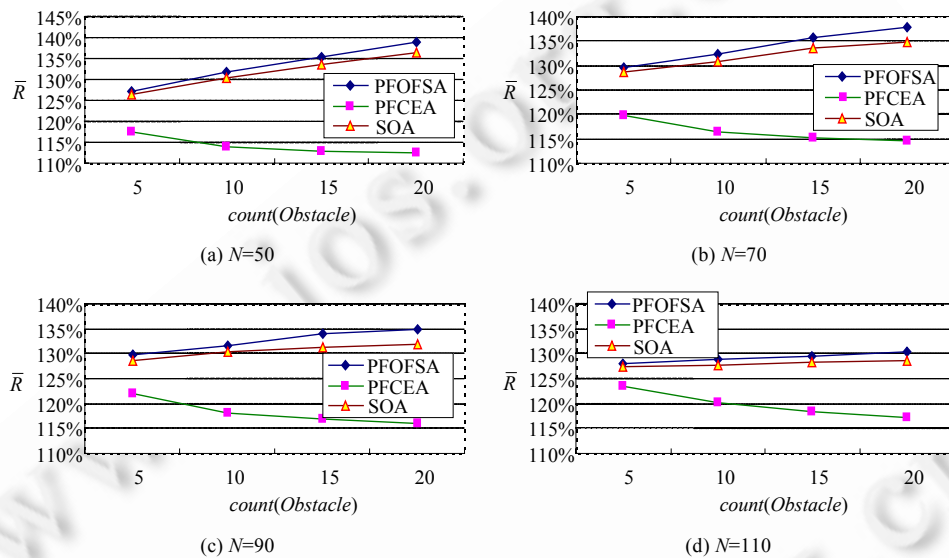 145%
140%
135%
130%
125%
120%
115%
110%
R̅
PFOFSA
PFCEA
SOA
5 10 15 20
count(Obstacle)
(a) N=50
140%
135%
130%
125%
120%
115%
110%
R̅
PFOFSA
PFCEA
SOA
5 10 15 20
count(Obstacle)
(b) N=70
140%
135%
130%
125%
120%
115%
110%
R̅
PFOFSA
PFCEA
SOA
5 10 15 20
count(Obstacle)
(c) N=90
140%
135%
130%
125%
120%
115%
110%
R̅
PFOFSA
PFCEA
SOA
5 10 15 20
count(Obstacle)
(d) N=110